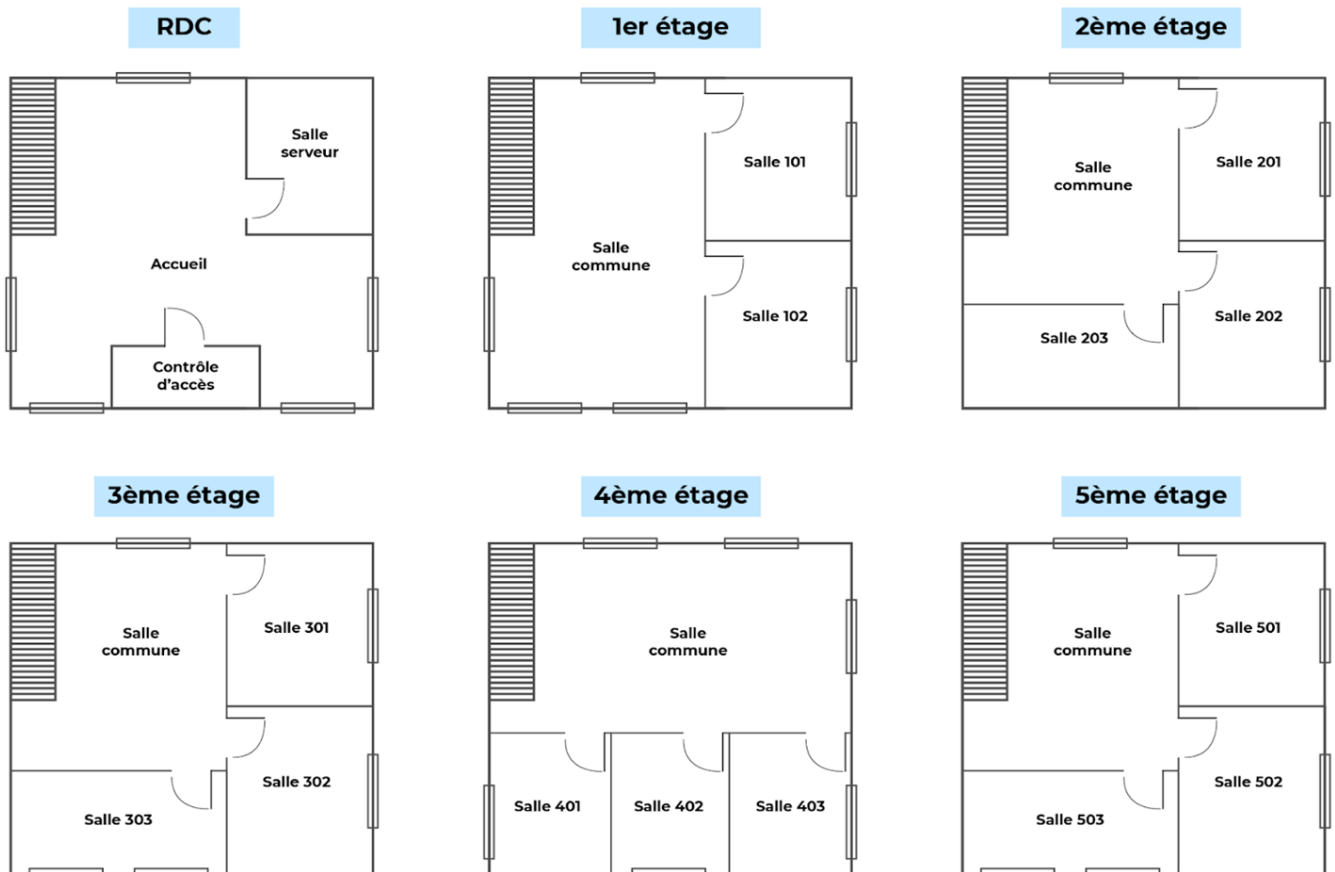 RDC
1er étage
2ème étage
Salle
serveur
Accueil
Contrôle
d'accès
Salle
commune
Salle 101
Salle 102
Salle
commune
Salle 201
Salle 202
Salle 203
3ème étage
4ème étage
5ème étage
Salle
commune
Salle 301
Salle 302
Salle 303
Salle
commune
Salle 401
Salle 402
Salle 403
Salle
commune
Salle 501
Salle 502
Salle 503